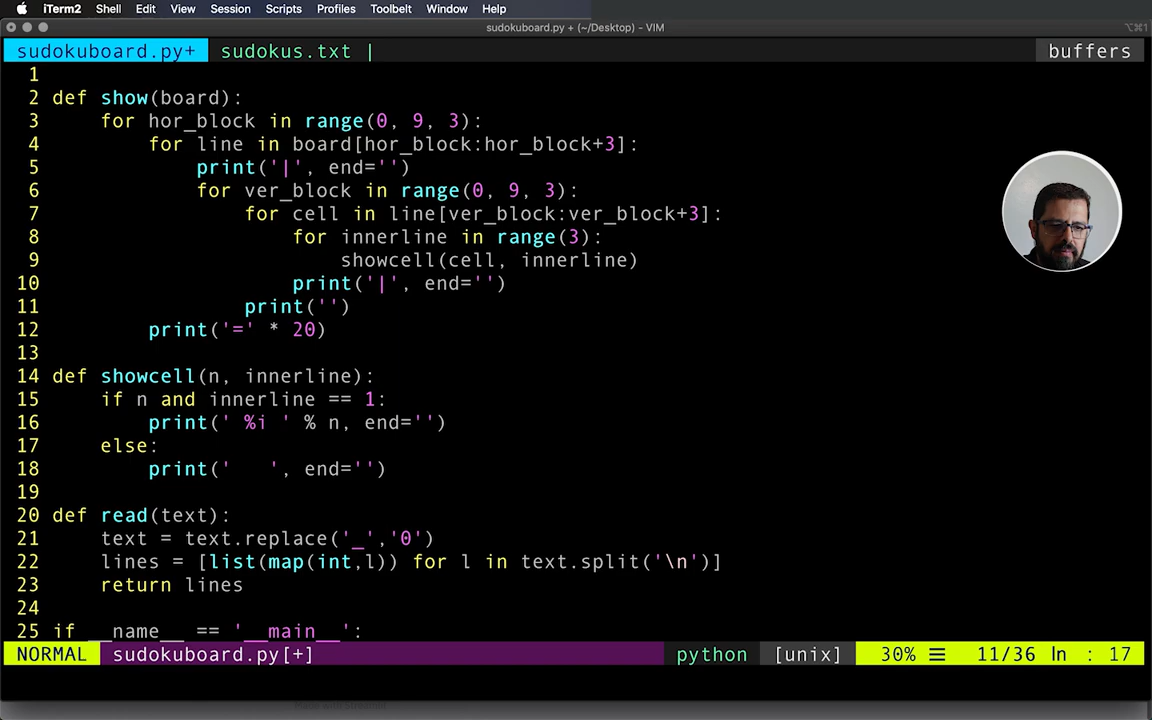 iTerm2 Shell Edit View Session Scripts Profiles Toolbelt Window Help
sudokuboard.py + (~/Desktop) - VIM ⌥⌘1
sudokuboard.py+ sudokus.txt | buffers
1
2 def show(board):
3     for hor_block in range(0, 9, 3):
4         for line in board[hor_block:hor_block+3]:
5             print('|', end='')
6             for ver_block in range(0, 9, 3):
7                 for cell in line[ver_block:ver_block+3]:
8                     for innerline in range(3):
9                         showcell(cell, innerline)
10                     print('|', end='')
11                 print('')
12         print('=' * 20)
13
14 def showcell(n, innerline):
15     if n and innerline == 1:
16         print(' %i ' % n, end='')
17     else:
18         print('   ', end='')
19
20 def read(text):
21     text = text.replace('_','0')
22     lines = [list(map(int,l)) for l in text.split('\n')]
23     return lines
24
25 if __name__ == '__main__':
NORMAL sudokuboard.py[+] python [unix] 30% ☰ 11/36 ln : 17